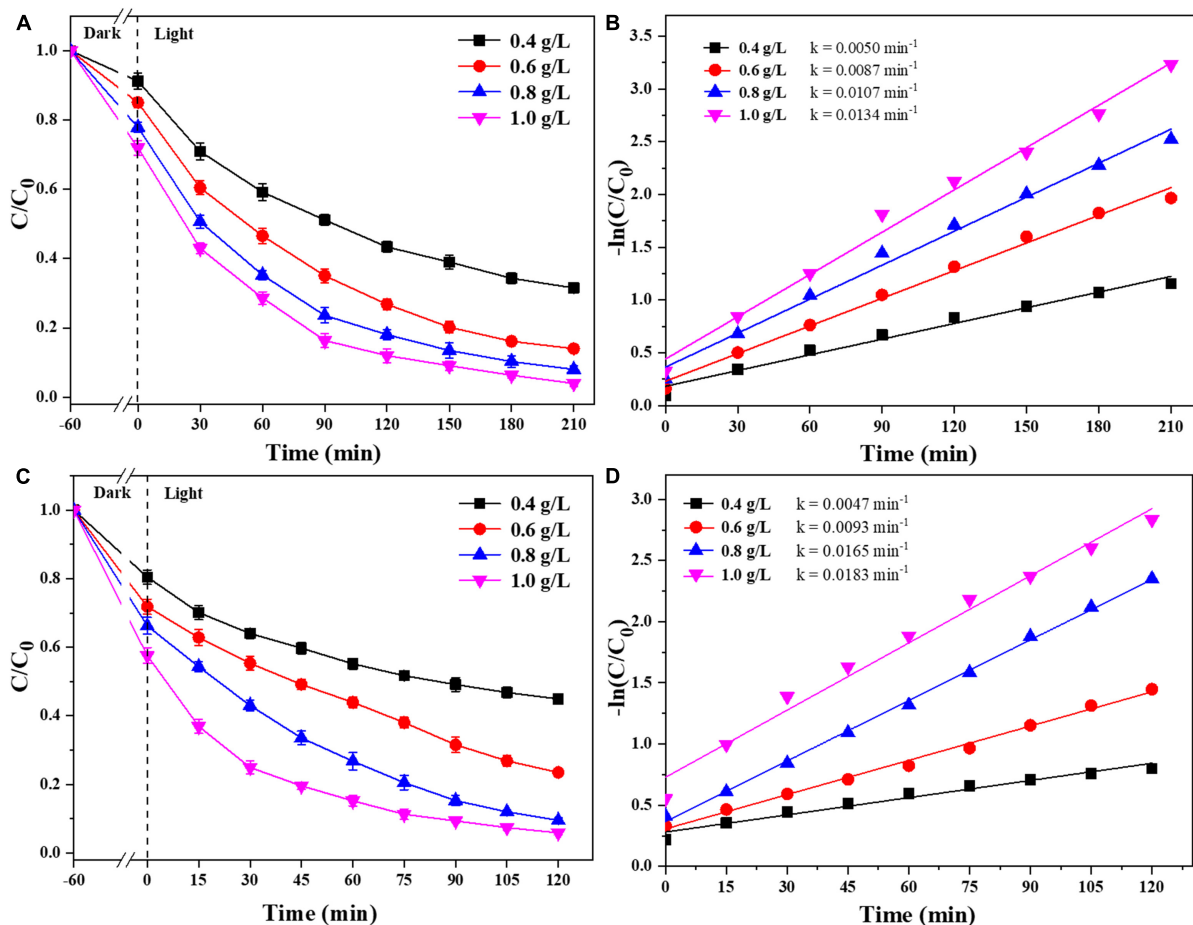 A
Dark
Light
0.4 g/L
0.6 g/L
0.8 g/L
1.0 g/L
C/C0
1.0
0.8
0.6
0.4
0.2
0.0
-60
0
30
60
90
120
150
180
210
Time (min)
B
0.4 g/L k = 0.0050 min-1
0.6 g/L k = 0.0087 min-1
0.8 g/L k = 0.0107 min-1
1.0 g/L k = 0.0134 min-1
-ln(C/C0)
3.5
3.0
2.5
2.0
1.5
1.0
0.5
0.0
0
30
60
90
120
150
180
210
Time (min)
C
Dark
Light
0.4 g/L
0.6 g/L
0.8 g/L
1.0 g/L
C/C0
1.0
0.8
0.6
0.4
0.2
0.0
-60
0
15
30
45
60
75
90
105
120
Time (min)
D
0.4 g/L k = 0.0047 min-1
0.6 g/L k = 0.0093 min-1
0.8 g/L k = 0.0165 min-1
1.0 g/L k = 0.0183 min-1
-ln(C/C0)
3.0
2.5
2.0
1.5
1.0
0.5
0.0
0
15
30
45
60
75
90
105
120
Time (min)